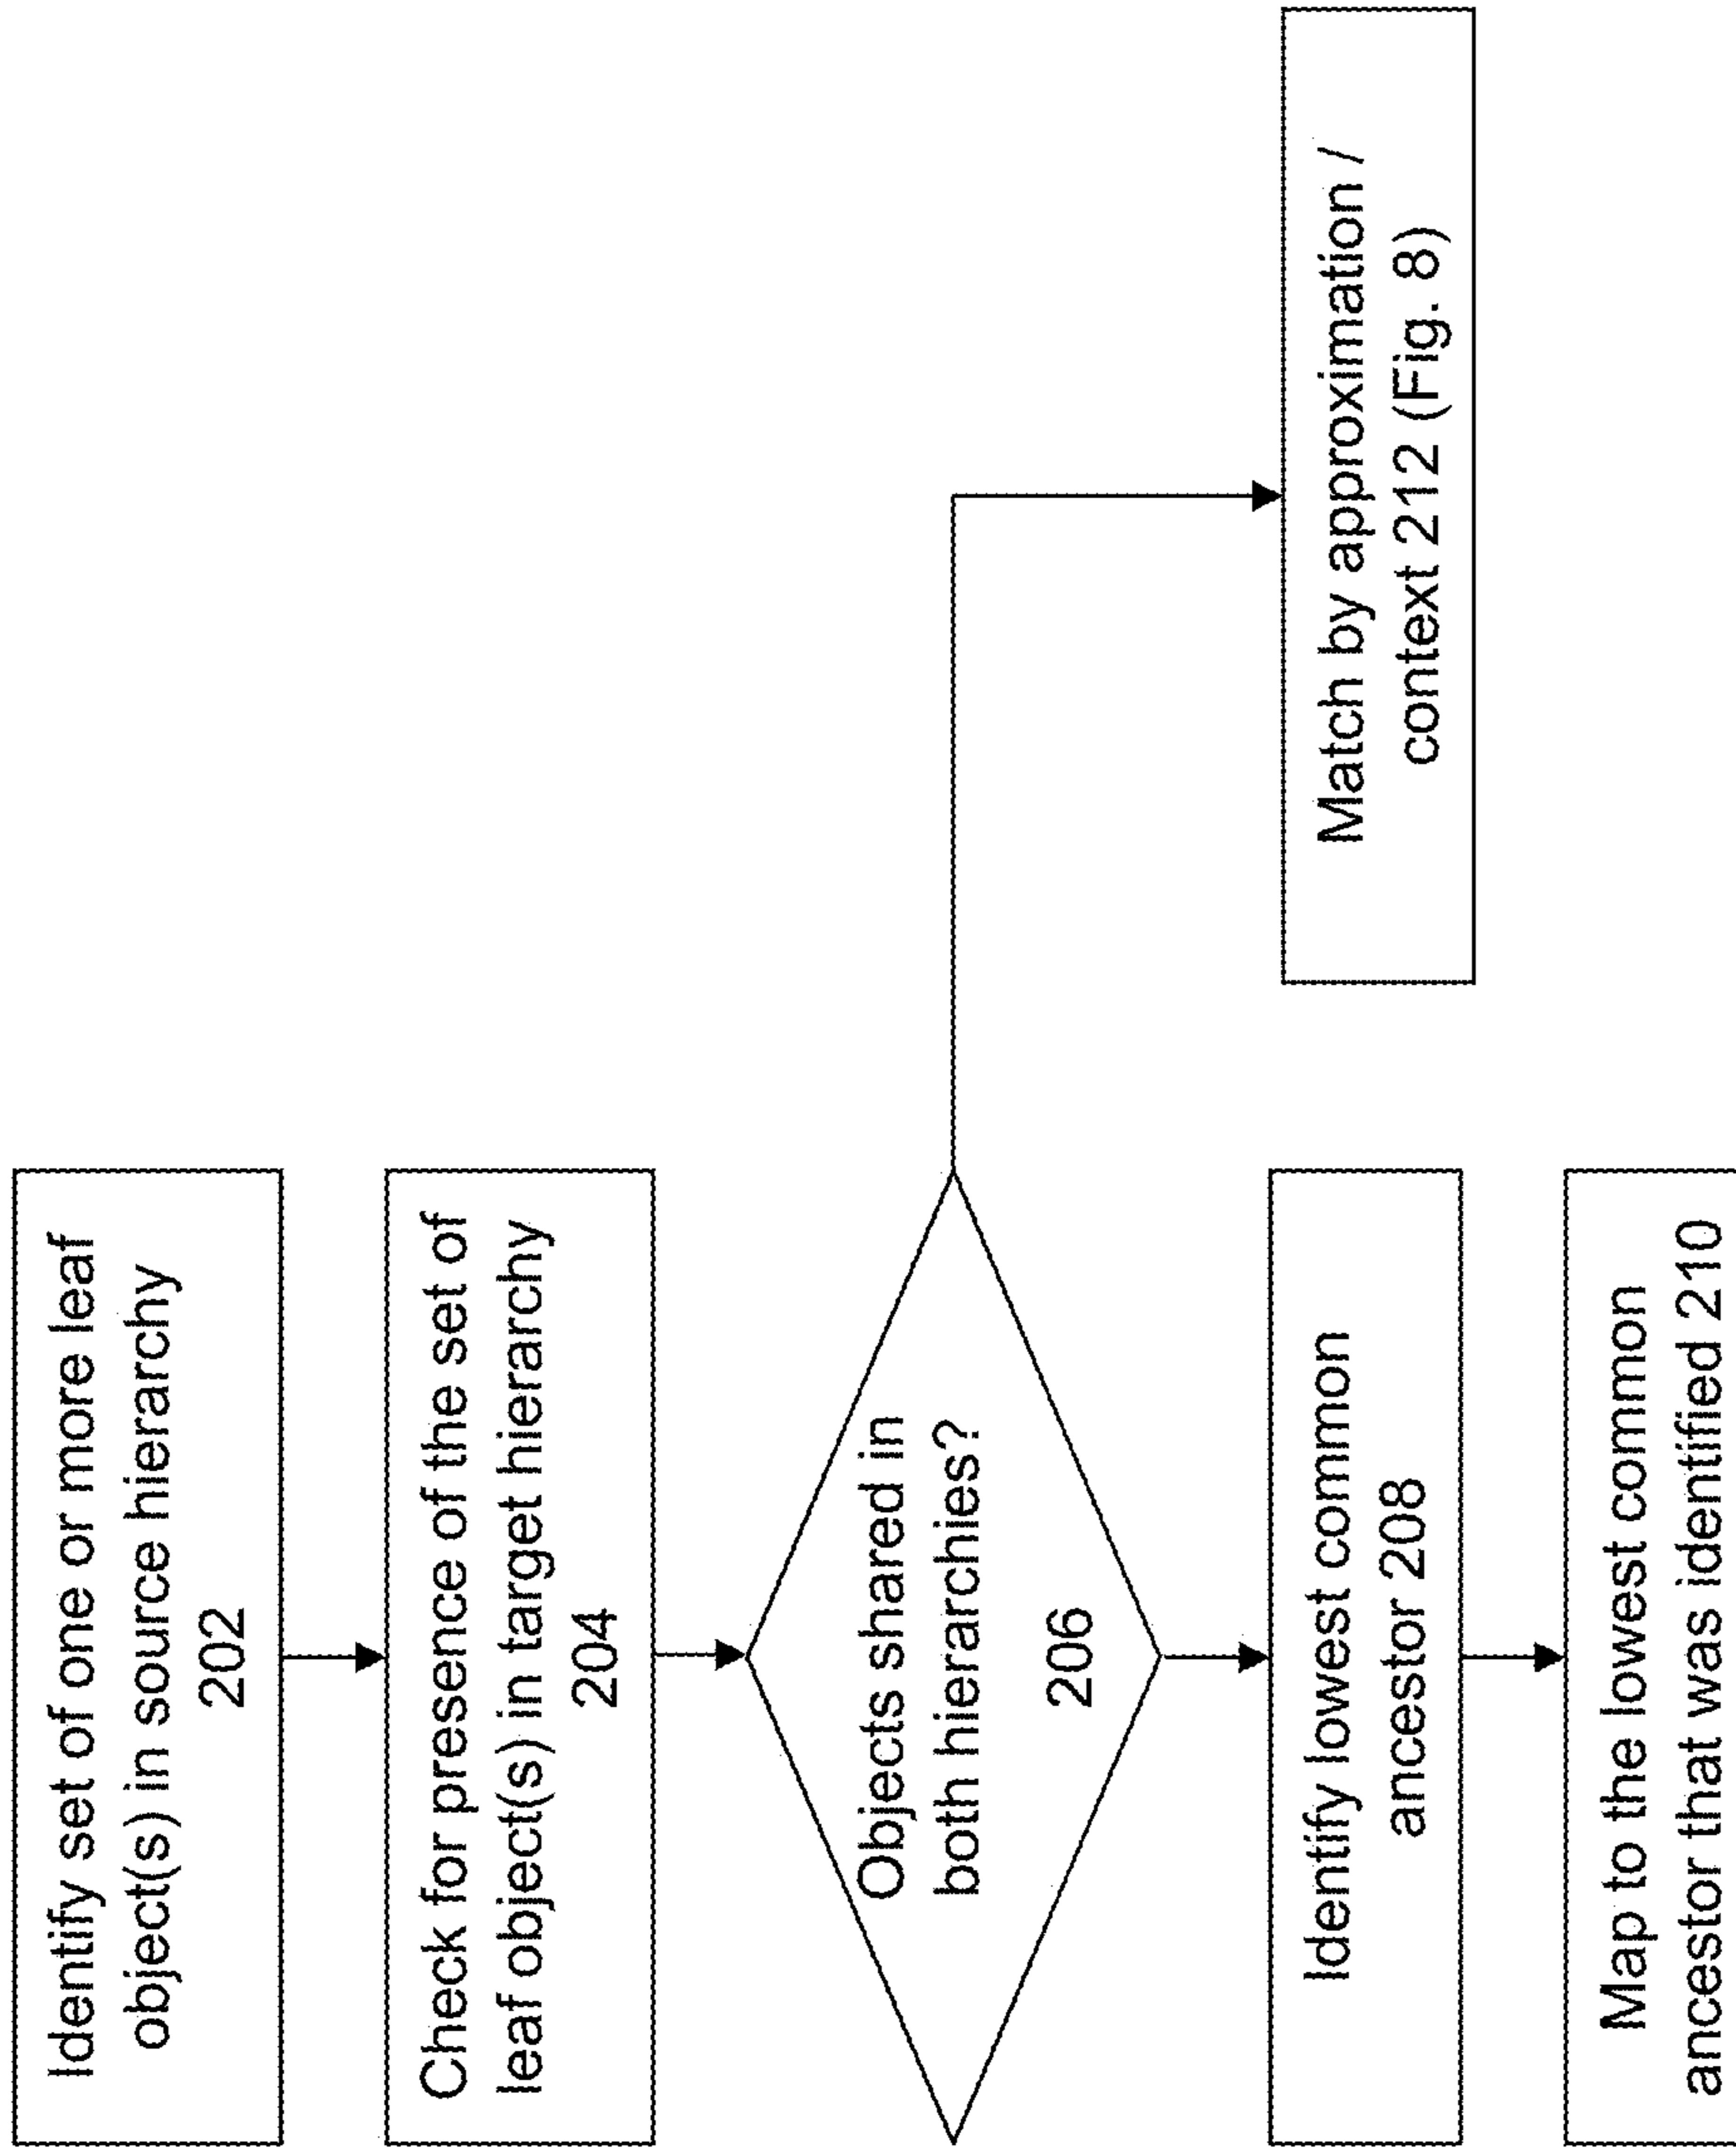 Identify set of one or more leaf
object(s) in source hierarchy
202
Check for presence of the set of
leaf object(s) in target hierarchy
204
Objects shared in
both hierarchies?
206
Identify lowest common
ancestor 208
Map to the lowest common
ancestor that was identified 210
Match by approximation /
context 212 (Fig. 8)